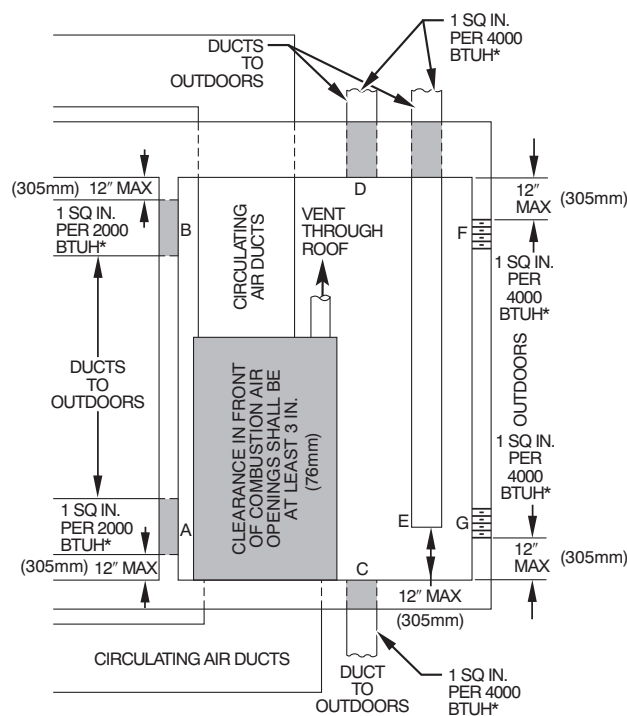 DUCTS
TO
OUTDOORS
1 SQ IN.
PER 4000
BTUH*
(305mm) 12″ MAX
1 SQ IN.
PER 2000
BTUH*
B
D
CIRCULATING
AIR DUCTS
VENT
THROUGH
ROOF
12″
MAX
(305mm)
F
1 SQ IN.
PER
4000
BTUH*
OUTDOORS
DUCTS
TO
OUTDOORS
CLEARANCE IN FRONT
OF COMBUSTION AIR
OPENINGS SHALL BE
AT LEAST 3 IN.
(76mm)
1 SQ IN.
PER
4000
BTUH*
1 SQ IN.
PER 2000
BTUH*
A
E
G
(305mm) 12″ MAX
C
12″ MAX
(305mm)
12″
MAX
(305mm)
CIRCULATING AIR DUCTS
DUCT
TO
OUTDOORS
1 SQ IN.
PER 4000
BTUH*